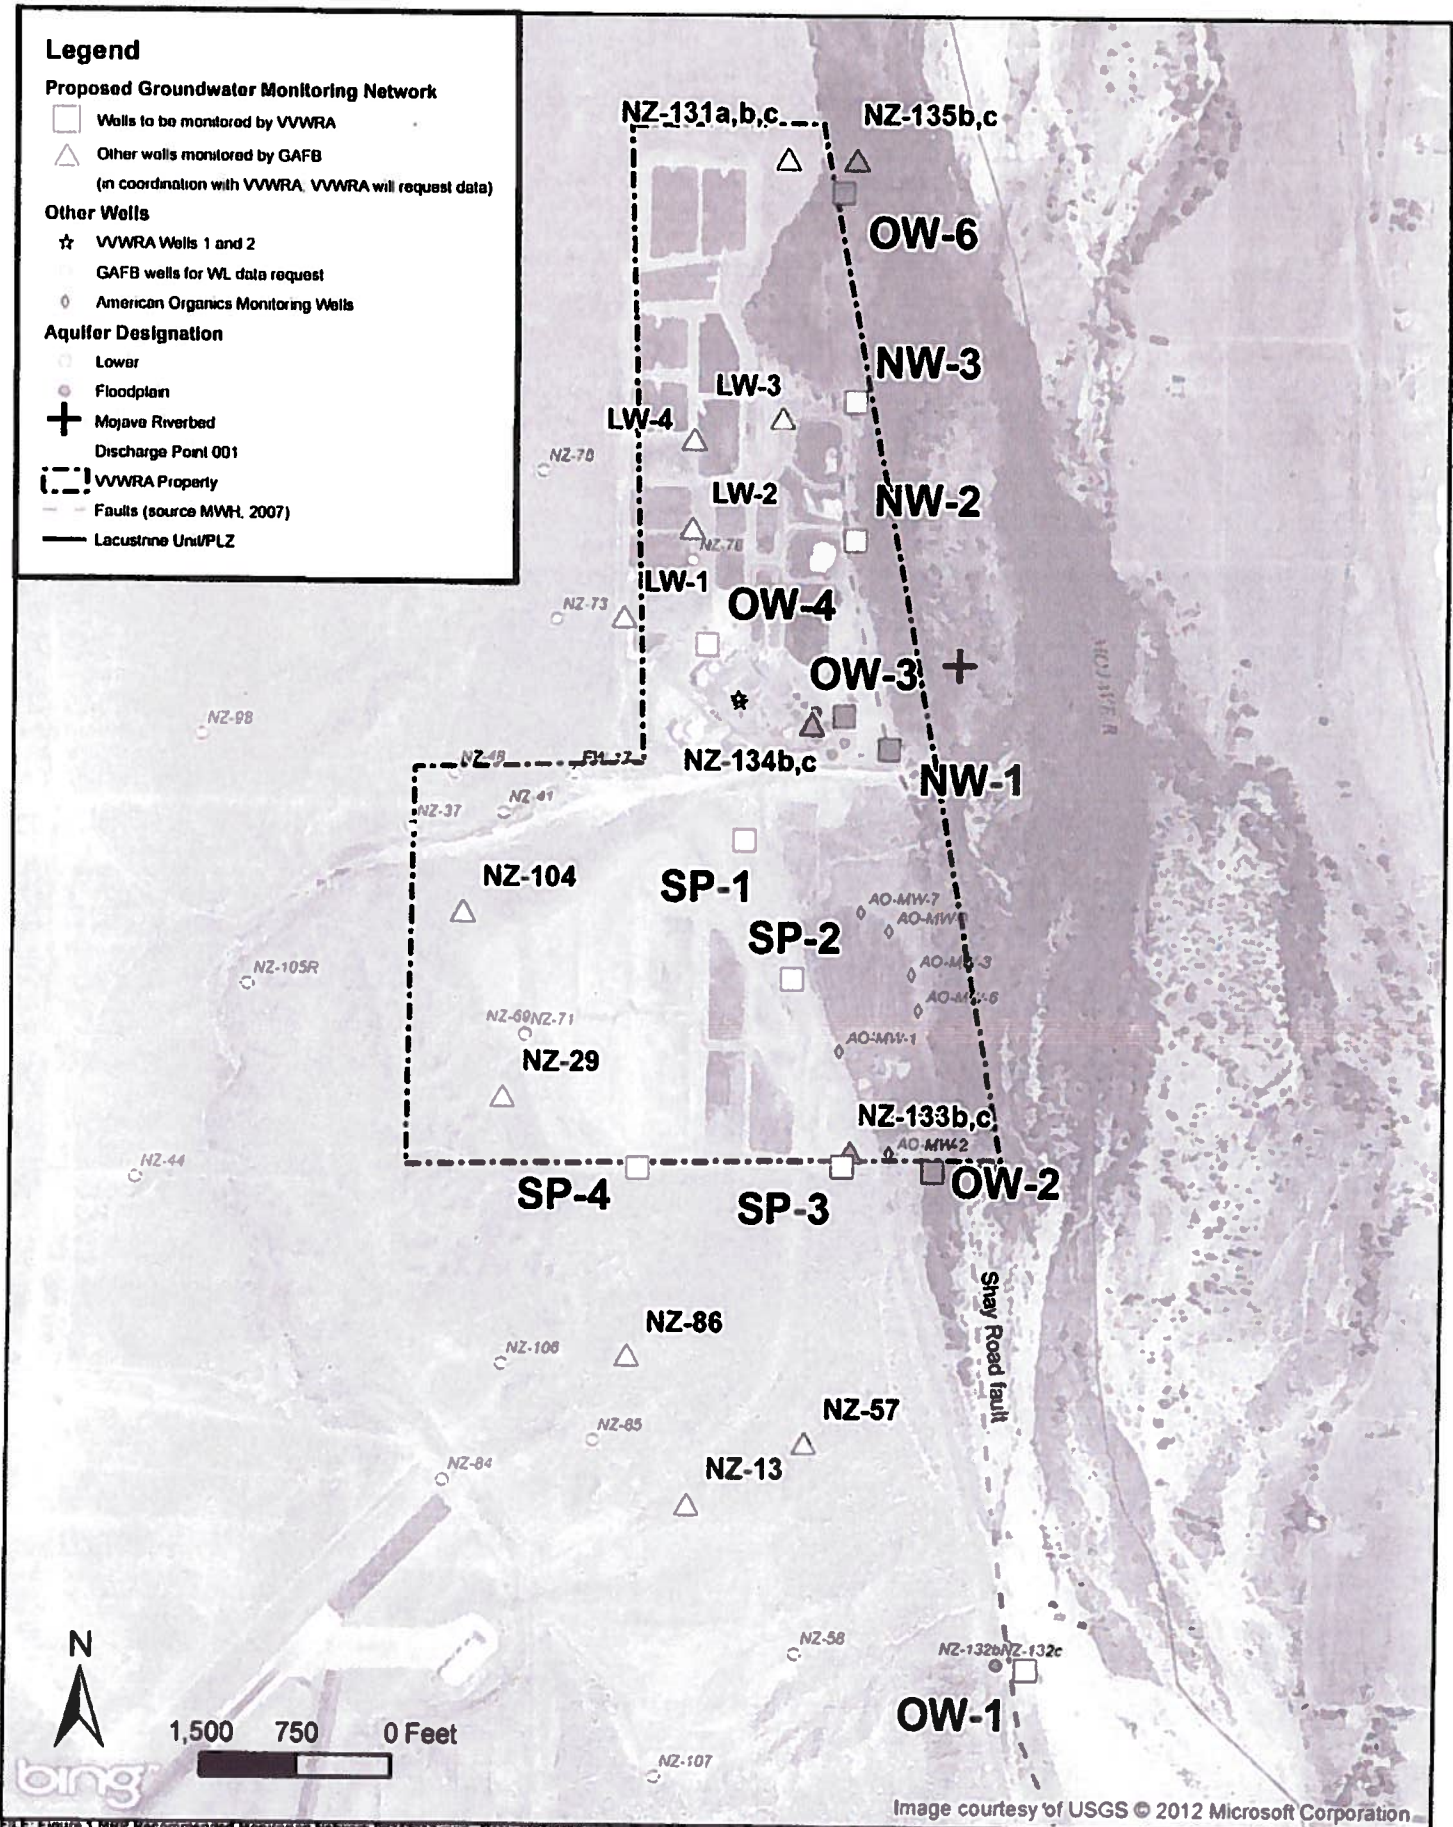 Legend
Proposed Groundwater Monitoring Network
Wells to be monitored by VVWRA
Other wells monitored by GAFB
(in coordination with VVWRA, VVWRA will request data)
Other Wells
VVWRA Wells 1 and 2
GAFB wells for WL data request
American Organics Monitoring Wells
Aquifer Designation
Lower
Floodplain
Mojave Riverbed
Discharge Point 001
VVWRA Property
Faults (source MWH, 2007)
Lacustrine Unit/PLZ
NZ-131a,b,c
NZ-135b,c
OW-6
NW-3
LW-3
LW-4
NZ-70
LW-2
NW-2
NZ-76
LW-1
OW-4
NZ-73
OW-3
NZ-98
NZ-134b,c
NW-1
NZ-41
NZ-37
NZ-104
SP-1
AO-MW-7
SP-2
NZ-105R
NZ-69
NZ-71
AO-MW-1
NZ-29
NZ-133b,c
AO-MW-2
NZ-44
SP-4
SP-3
OW-2
Shay Road fault
NZ-86
NZ-106
NZ-57
NZ-85
NZ-84
NZ-13
NZ-58
NZ-132b
NZ-132c
OW-1
N
1,500 750 0 Feet
NZ-107
bing
Image courtesy of USGS © 2012 Microsoft Corporation